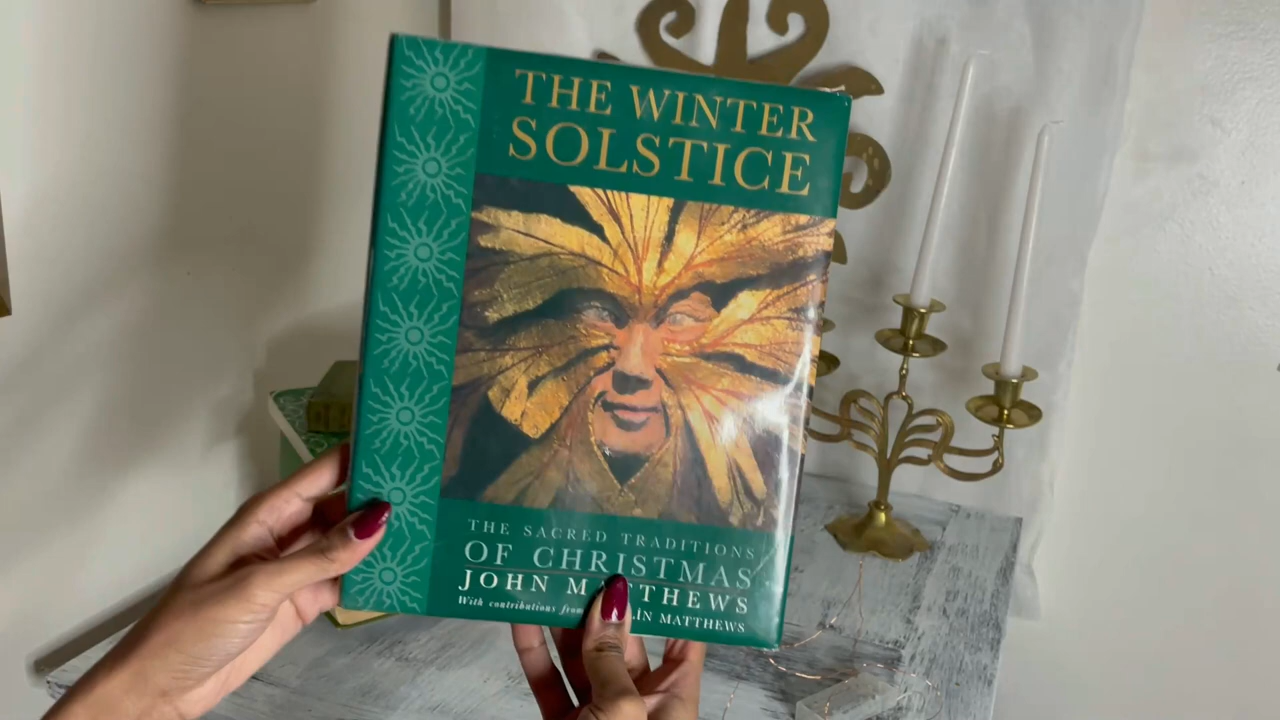 THE WINTER
SOLSTICE
THE SACRED TRADITIONS
OF CHRISTMAS
JOHN MATTHEWS
With contributions from MATTHEWS